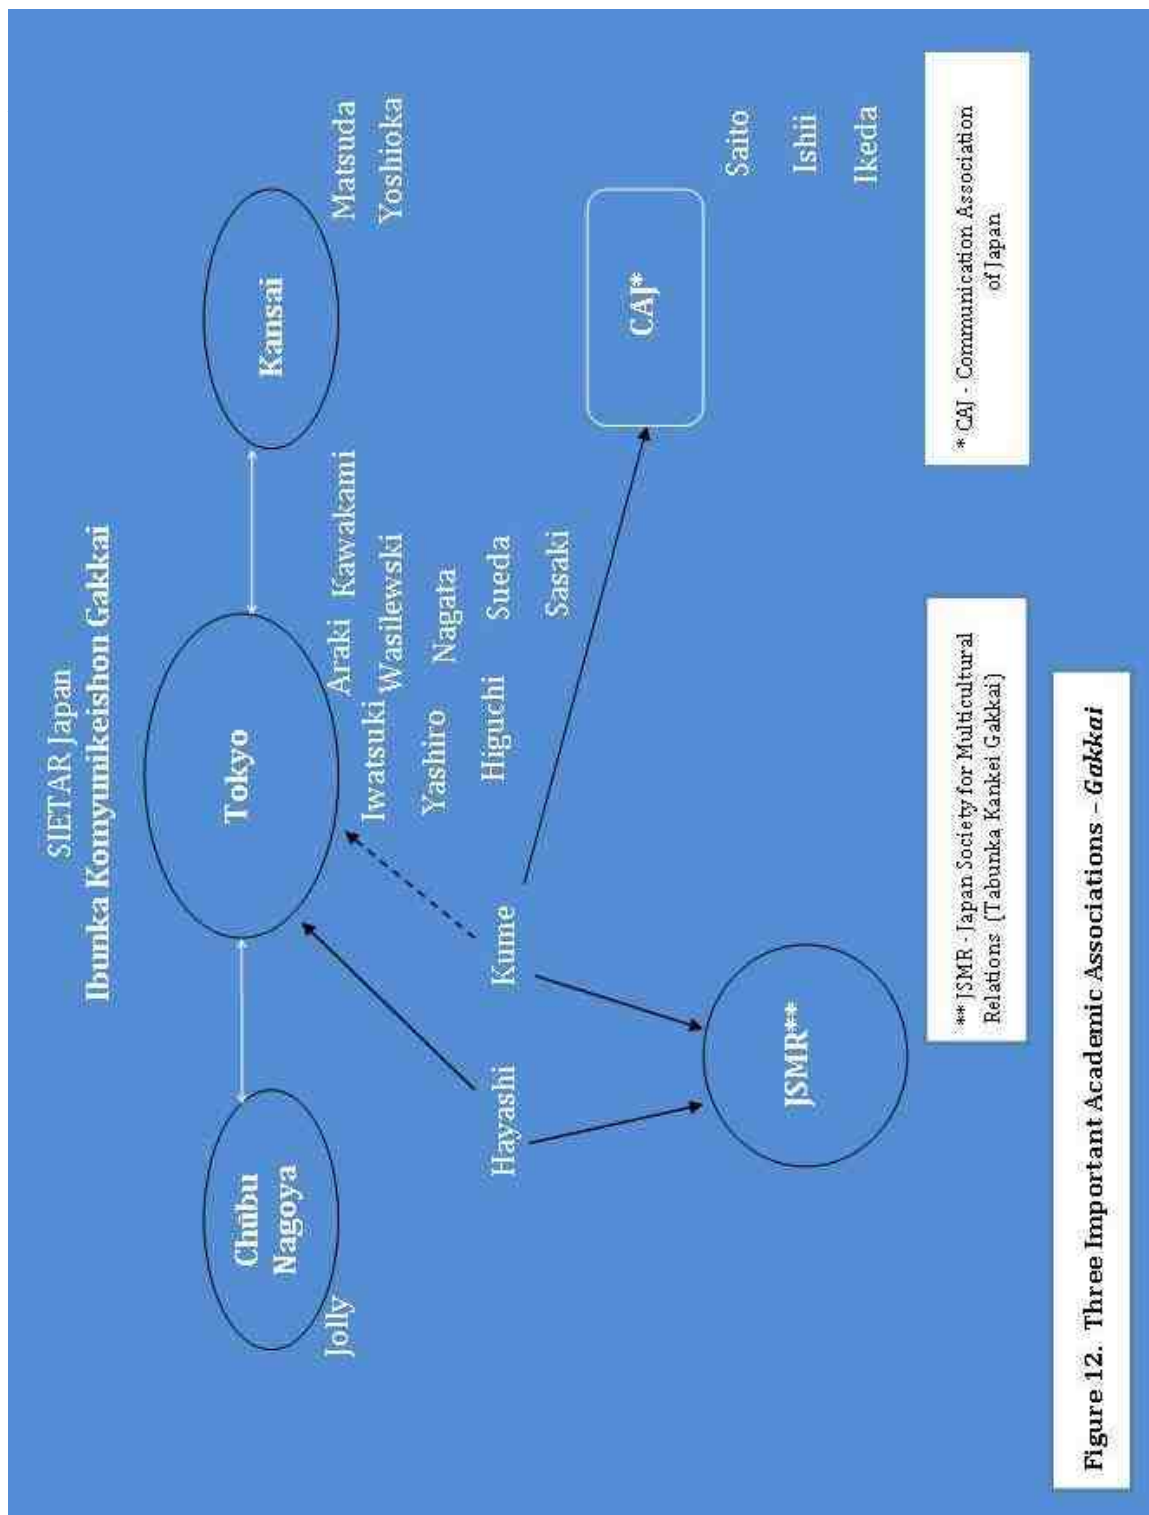 SIETAR Japan
Ibunka Komyunikeishon Gakkai
Chūbu
Nagoya
Tokyo
Kansai
Jolly
Araki Kawakami
Iwatsuki Wasilewski
Yashiro Nagata
Higuchi Sueda
Sasaki
Matsuda
Yoshioka
Hayashi
Kume
CAJ*
Saito
Ishii
Ikeda
JSMR**
** JSMR - Japan Society for Multicultural
Relations (Tabunka Kankei Gakkai)
* CAJ - Communication Association
of Japan
Figure 12. Three Important Academic Associations - Gakkai